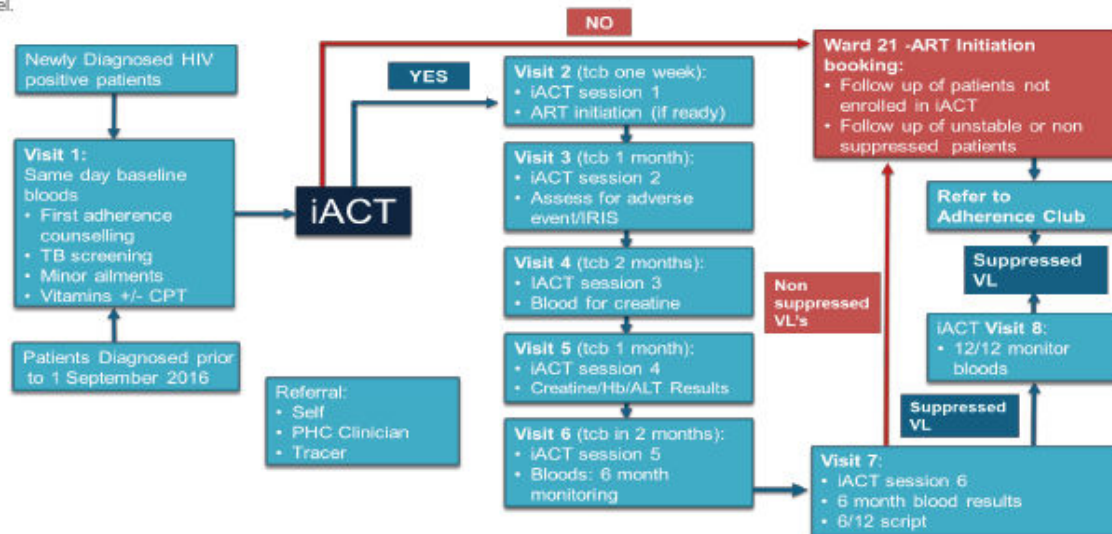 el.
NO
Newly Diagnosed HIV
positive patients
YES
Visit 1:
Same day baseline
bloods
• First adherence
counselling
• TB screening
• Minor ailments
• Vitamins +/- CPT
Patients Diagnosed prior
to 1 September 2016
iACT
Referral:
• Self
• PHC Clinician
• Tracer
Visit 2 (tcb one week):
• iACT session 1
• ART initiation (if ready)
Visit 3 (tcb 1 month):
• iACT session 2
• Assess for adverse
event/IRIS
Visit 4 (tcb 2 months):
• IACT session 3
• Blood for creatine
Visit 5 (tcb 1 month):
• iACT session 4
• Creatine/Hb/ALT Results
Visit 6 (tcb in 2 months):
• iACT session 5
• Bloods: 6 month
monitoring
Visit 7:
• iACT session 6
• 6 month blood results
• 6/12 script
Non
suppressed
VL's
Suppressed
VL
iACT Visit 8:
• 12/12 monitor
bloods
Suppressed
VL
Refer to
Adherence Club
Ward 21 -ART Initiation
booking:
• Follow up of patients not
enrolled in iACT
• Follow up of unstable or non
suppressed patients